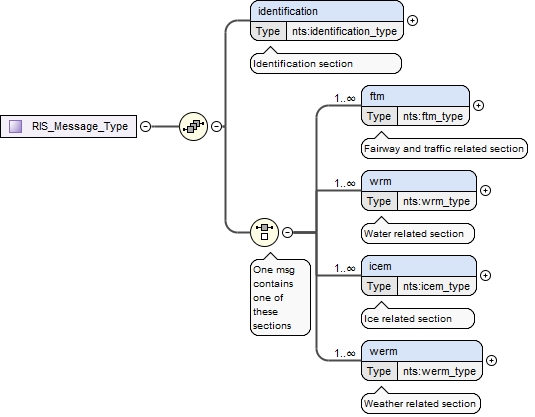 identification
Type nts:identification_type
Identification section
RIS_Message_Type
1..∞
ftm
Type nts:ftm_type
Fairway and traffic related section
1..∞
wrm
Type nts:wrm_type
Water related section
One msg
contains
one of
these
sections
1..∞
icem
Type nts:icem_type
Ice related section
1..∞
werm
Type nts:werm_type
Weather related section